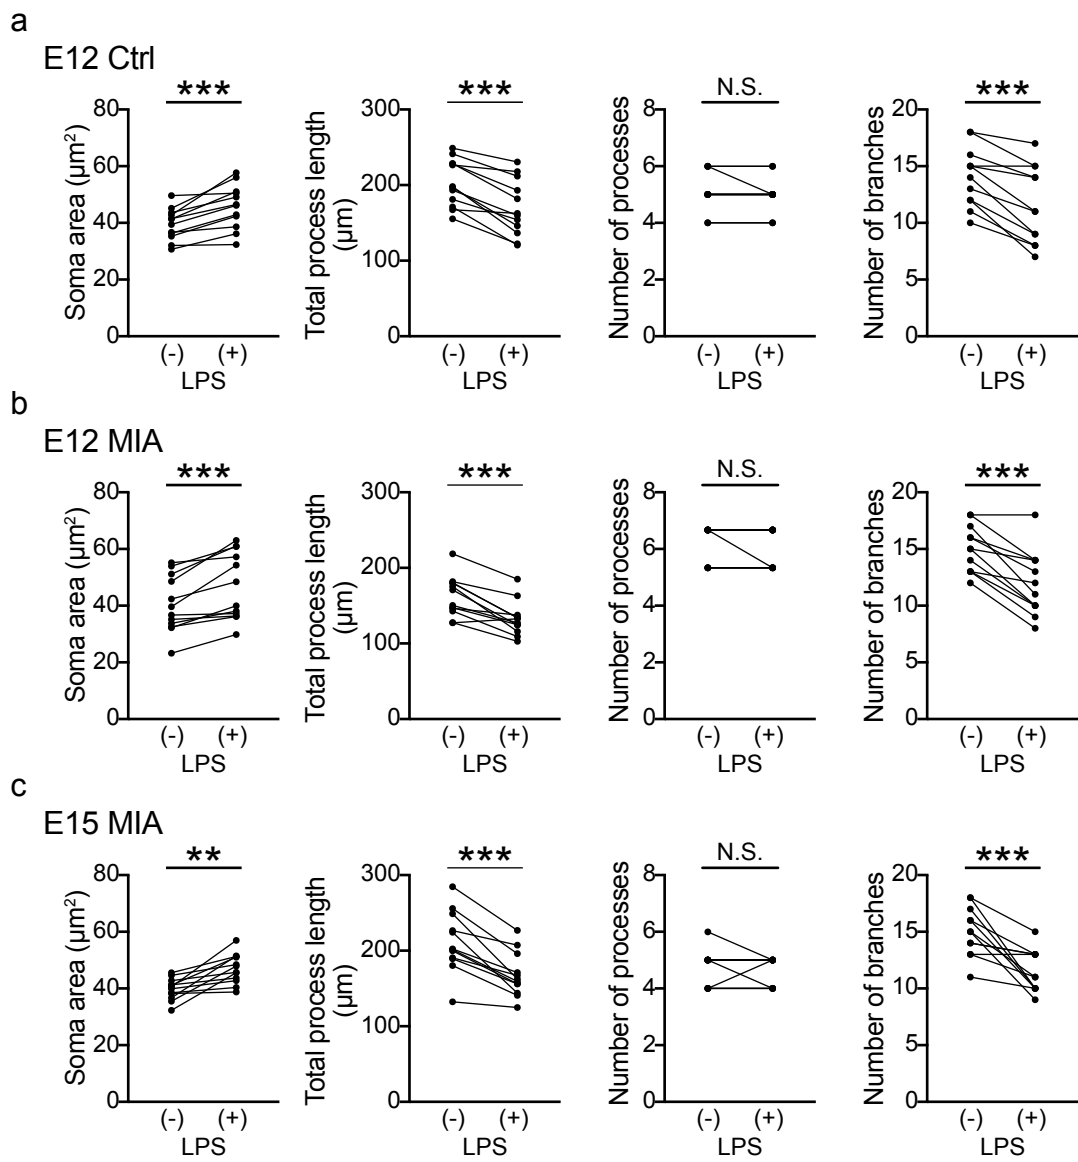 a
E12 Ctrl
*** *** N.S. ***
Soma area (µm²)
80
60
40
20
0
(-) (+)
LPS
Total process length
(µm)
300
200
100
0
(-) (+)
LPS
Number of processes
8
6
4
2
0
(-) (+)
LPS
Number of branches
20
15
10
5
0
(-) (+)
LPS
b
E12 MIA
*** *** N.S. ***
Soma area (µm²)
80
60
40
20
0
(-) (+)
LPS
Total process length
(µm)
300
200
100
0
(-) (+)
LPS
Number of processes
8
6
4
2
0
(-) (+)
LPS
Number of branches
20
15
10
5
0
(-) (+)
LPS
c
E15 MIA
** *** N.S. ***
Soma area (µm²)
80
60
40
20
0
(-) (+)
LPS
Total process length
(µm)
300
200
100
0
(-) (+)
LPS
Number of processes
8
6
4
2
0
(-) (+)
LPS
Number of branches
20
15
10
5
0
(-) (+)
LPS